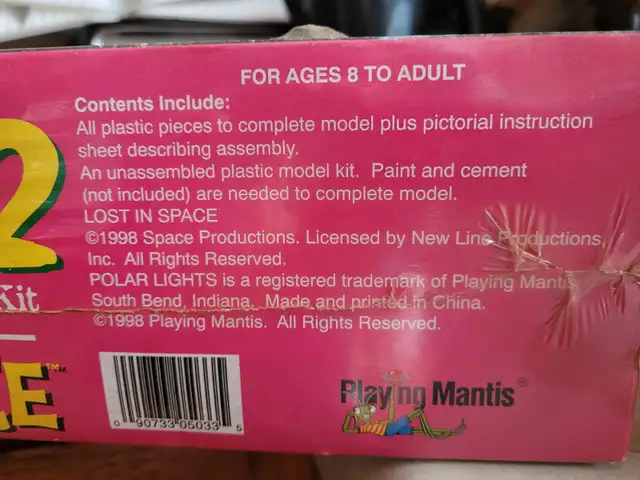 FOR AGES 8 TO ADULT
Contents Include:
All plastic pieces to complete model plus pictorial instruction
sheet describing assembly.
An unassembled plastic model kit. Paint and cement
(not included) are needed to complete model.
LOST IN SPACE
©1998 Space Productions. Licensed by New Line Productions,
Inc. All Rights Reserved.
POLAR LIGHTS is a registered trademark of Playing Mantis,
South Bend, Indiana. Made and printed in China.
©1998 Playing Mantis. All Rights Reserved.
2
Kit
E™
0 90733 05033 5
Playing Mantis®